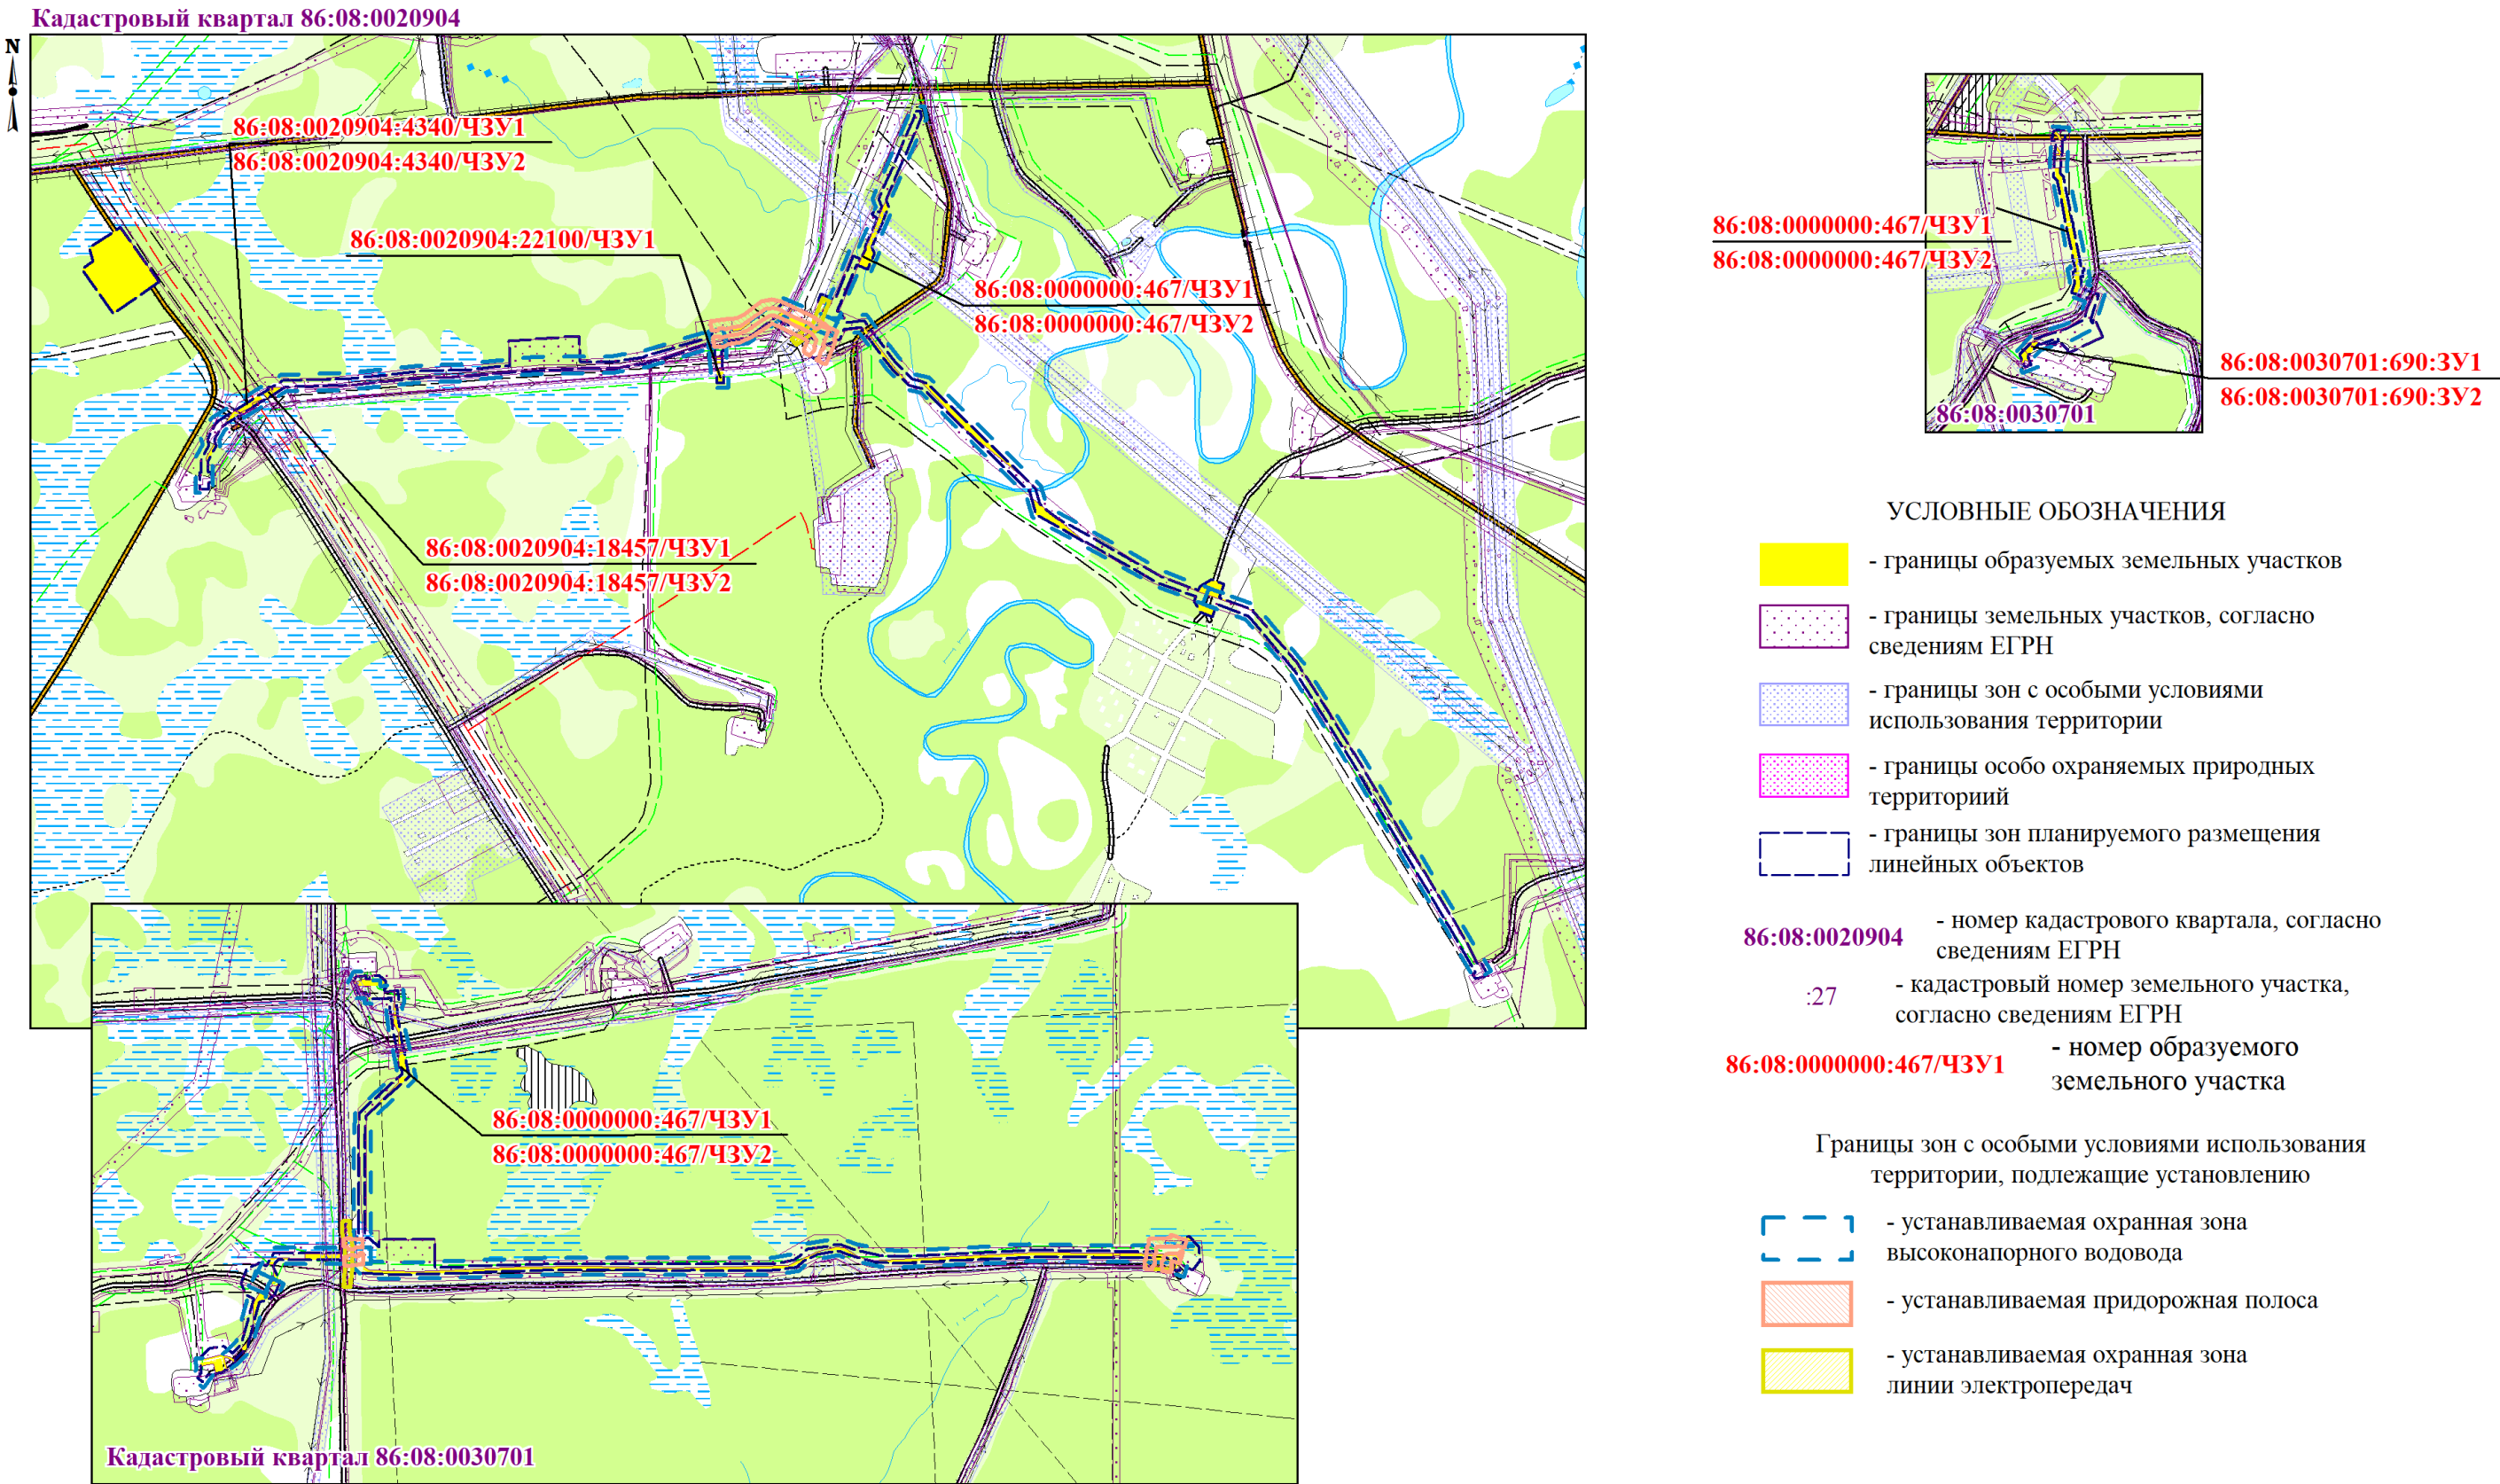 Кадастровый квартал 86:08:0020904
N
86:08:0020904:4340/ЧЗУ1
86:08:0020904:4340/ЧЗУ2
86:08:0020904:22100/ЧЗУ1
86:08:0000000:467/ЧЗУ1
86:08:0000000:467/ЧЗУ2
86:08:0020904:18457/ЧЗУ1
86:08:0020904:18457/ЧЗУ2
86:08:0000000:467/ЧЗУ1
86:08:0000000:467/ЧЗУ2
Кадастровый квартал 86:08:0030701
86:08:0000000:467/ЧЗУ1
86:08:0000000:467/ЧЗУ2
86:08:0030701:690:ЗУ1
86:08:0030701:690:ЗУ2
86:08:0030701
УСЛОВНЫЕ ОБОЗНАЧЕНИЯ
- границы образуемых земельных участков
- границы земельных участков, согласно
сведениям ЕГРН
- границы зон с особыми условиями
использования территории
- границы особо охраняемых природных
территориий
- границы зон планируемого размещения
линейных объектов
86:08:0020904
- номер кадастрового квартала, согласно
сведениям ЕГРН
:27
- кадастровый номер земельного участка,
согласно сведениям ЕГРН
86:08:0000000:467/ЧЗУ1
- номер образуемого
земельного участка
Границы зон с особыми условиями использования
территории, подлежащие установлению
- устанавливаемая охранная зона
высоконапорного водовода
- устанавливаемая придорожная полоса
- устанавливаемая охранная зона
линии электропередач